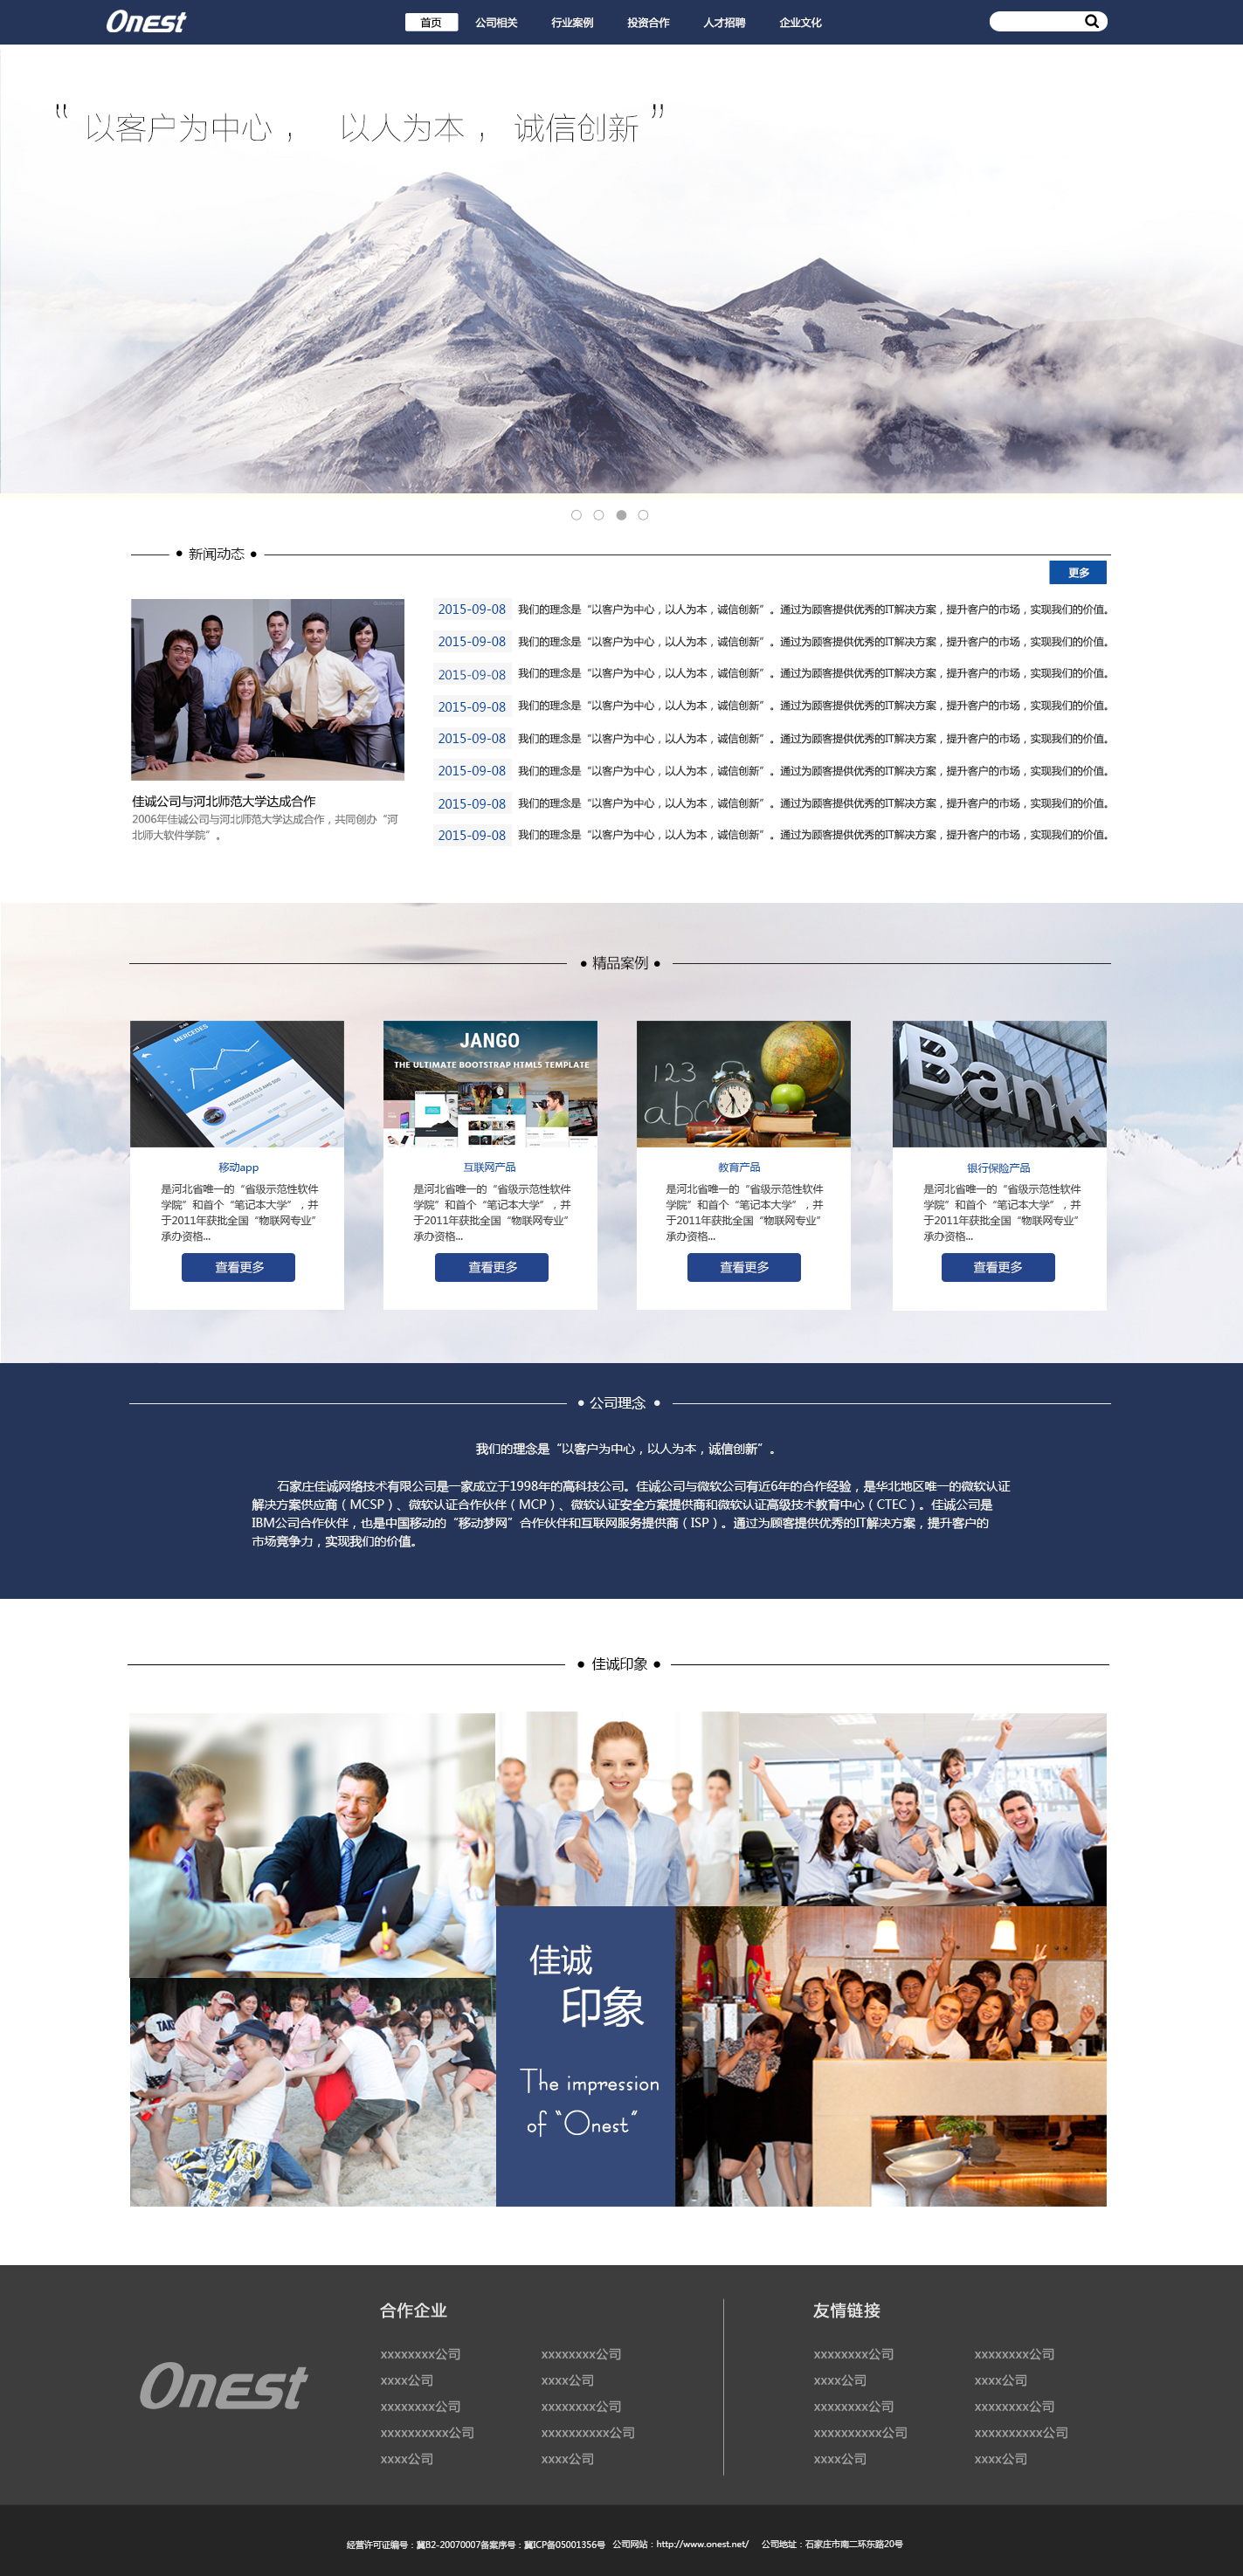 Onest
首页 公司相关 行业案例 投资合作 人才招聘 企业文化
“ 以客户为中心， 以人为本， 诚信创新 ”
新闻动态
更多
2015-09-08 我们的理念是“以客户为中心，以人为本，诚信创新”。通过为顾客提供优秀的IT解决方案，提升客户的市场，实现我们的价值。
2015-09-08 我们的理念是“以客户为中心，以人为本，诚信创新”。通过为顾客提供优秀的IT解决方案，提升客户的市场，实现我们的价值。
2015-09-08 我们的理念是“以客户为中心，以人为本，诚信创新”。通过为顾客提供优秀的IT解决方案，提升客户的市场，实现我们的价值。
2015-09-08 我们的理念是“以客户为中心，以人为本，诚信创新”。通过为顾客提供优秀的IT解决方案，提升客户的市场，实现我们的价值。
2015-09-08 我们的理念是“以客户为中心，以人为本，诚信创新”。通过为顾客提供优秀的IT解决方案，提升客户的市场，实现我们的价值。
2015-09-08 我们的理念是“以客户为中心，以人为本，诚信创新”。通过为顾客提供优秀的IT解决方案，提升客户的市场，实现我们的价值。
2015-09-08 我们的理念是“以客户为中心，以人为本，诚信创新”。通过为顾客提供优秀的IT解决方案，提升客户的市场，实现我们的价值。
2015-09-08 我们的理念是“以客户为中心，以人为本，诚信创新”。通过为顾客提供优秀的IT解决方案，提升客户的市场，实现我们的价值。
佳诚公司与河北师范大学达成合作
2006年佳诚公司与河北师范大学达成合作，共同创办“河
北师大软件学院”。
精品案例
MERCEDES
MERCEDES CLS AMG 500
移动app
是河北省唯一的“省级示范性软件
学院”和首个“笔记本大学”，并
于2011年获批全国“物联网专业”
承办资格...
查看更多
JANGO
THE ULTIMATE BOOTSTRAP HTML5 TEMPLATE
互联网产品
是河北省唯一的“省级示范性软件
学院”和首个“笔记本大学”，并
于2011年获批全国“物联网专业”
承办资格...
查看更多
123
abc
教育产品
是河北省唯一的“省级示范性软件
学院”和首个“笔记本大学”，并
于2011年获批全国“物联网专业”
承办资格...
查看更多
Bank
银行保险产品
是河北省唯一的“省级示范性软件
学院”和首个“笔记本大学”，并
于2011年获批全国“物联网专业”
承办资格...
查看更多
公司理念
我们的理念是“以客户为中心，以人为本，诚信创新”。
石家庄佳诚网络技术有限公司是一家成立于1998年的高科技公司。佳诚公司与微软公司有近6年的合作经验，是华北地区唯一的微软认证
解决方案供应商（MCSP）、微软认证合作伙伴（MCP）、微软认证安全方案提供商和微软认证高级技术教育中心（CTEC）。佳诚公司是
IBM公司合作伙伴，也是中国移动的“移动梦网”合作伙伴和互联网服务提供商（ISP）。通过为顾客提供优秀的IT解决方案，提升客户的
市场竞争力，实现我们的价值。
佳诚印象
佳诚
印象
The impression
of “Onest”
Onest
合作企业
xxxxxxxx公司 xxxxxxxx公司
xxxx公司 xxxx公司
xxxxxxxx公司 xxxxxxxx公司
xxxxxxxxxx公司 xxxxxxxxxx公司
xxxx公司 xxxx公司
友情链接
xxxxxxxx公司 xxxxxxxx公司
xxxx公司 xxxx公司
xxxxxxxx公司 xxxxxxxx公司
xxxxxxxxxx公司 xxxxxxxxxx公司
xxxx公司 xxxx公司
经营许可证编号：冀B2-20070007备案序号：冀ICP备05001356号 公司网站：http://www.onest.net/ 公司地址：石家庄市南二环东路20号